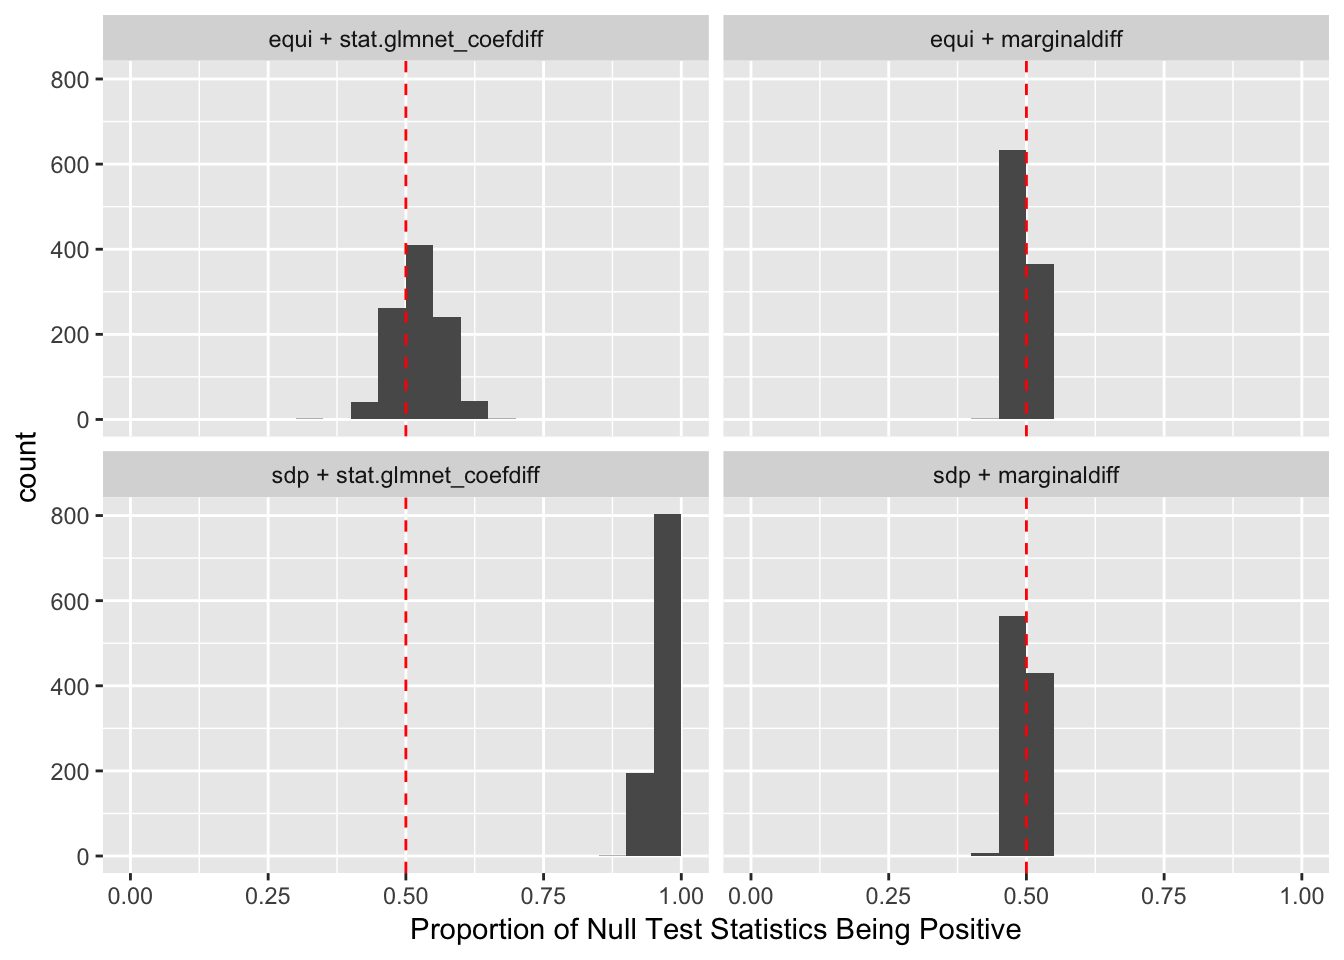 equi + stat.glmnet_coefdiff
equi + marginaldiff
800
600
400
200
0
sdp + stat.glmnet_coefdiff
sdp + marginaldiff
800
600
400
200
0
count
0.00 0.25 0.50 0.75 1.00 0.00 0.25 0.50 0.75 1.00
Proportion of Null Test Statistics Being Positive